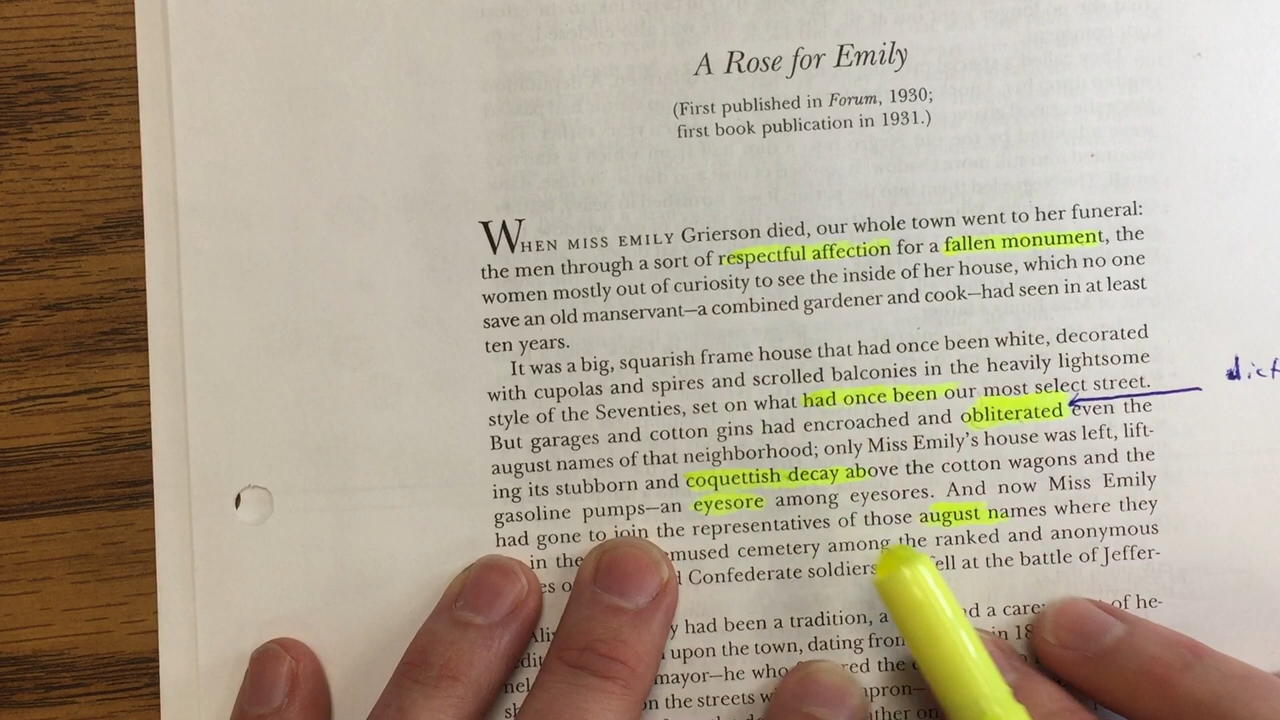 A Rose for Emily
(First published in Forum, 1930;
first book publication in 1931.)
WHEN MISS EMILY Grierson died, our whole town went to her funeral:
the men through a sort of respectful affection for a fallen monument, the
women mostly out of curiosity to see the inside of her house, which no one
save an old manservant—a combined gardener and cook—had seen in at least
ten years.
It was a big, squarish frame house that had once been white, decorated
with cupolas and spires and scrolled balconies in the heavily lightsome
style of the Seventies, set on what had once been our most select street.
But garages and cotton gins had encroached and obliterated even the
august names of that neighborhood; only Miss Emily's house was left, lift-
ing its stubborn and coquettish decay above the cotton wagons and the
gasoline pumps—an eyesore among eyesores. And now Miss Emily
had gone to join the representatives of those august names where they
in the cemetery among the ranked and anonymous
Confederate soldiers fell at the battle of Jeffer-
had been a tradition, a of he-
upon the town, dating from in
mayor—he who the
on the streets